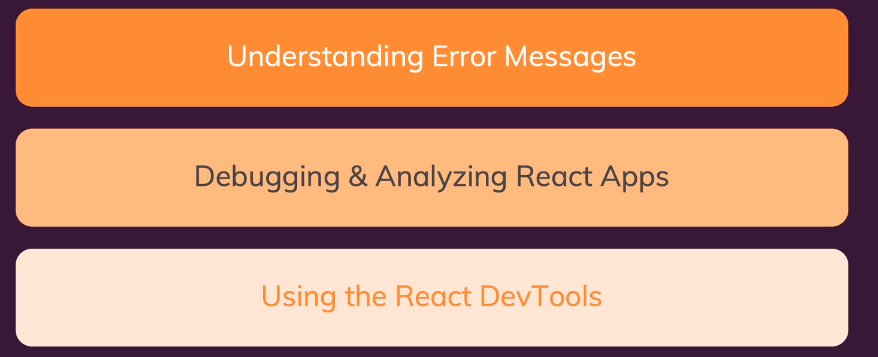 Understanding Error Messages
Debugging & Analyzing React Apps
Using the React DevTools